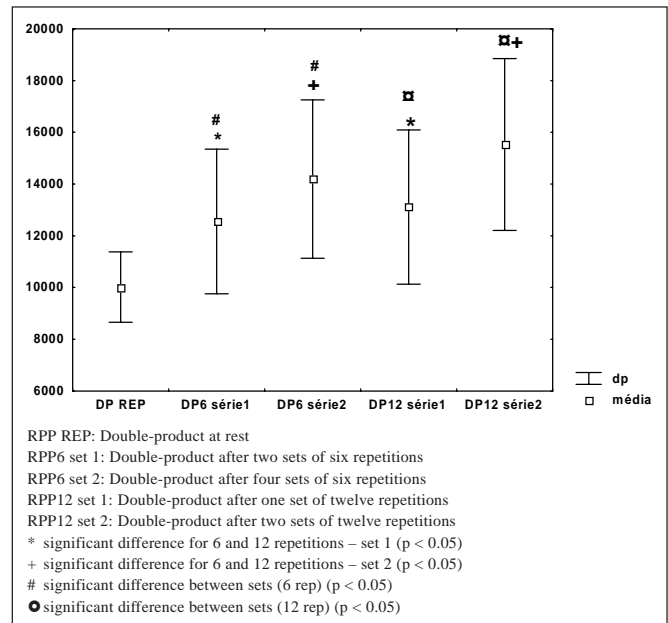 20000
18000
16000
14000
12000
10000
8000
6000
#
*
#
+
*
+
DP REP DP6 série1 DP6 série2 DP12 série1 DP12 série2
dp
média
RPP REP: Double-product at rest
RPP6 set 1: Double-product after two sets of six repetitions
RPP6 set 2: Double-product after four sets of six repetitions
RPP12 set 1: Double-product after one set of twelve repetitions
RPP12 set 2: Double-product after two sets of twelve repetitions
* significant difference for 6 and 12 repetitions – set 1 (p < 0.05)
+ significant difference for 6 and 12 repetitions – set 2 (p < 0.05)
# significant difference between sets (6 rep) (p < 0.05)
significant difference between sets (12 rep) (p < 0.05)